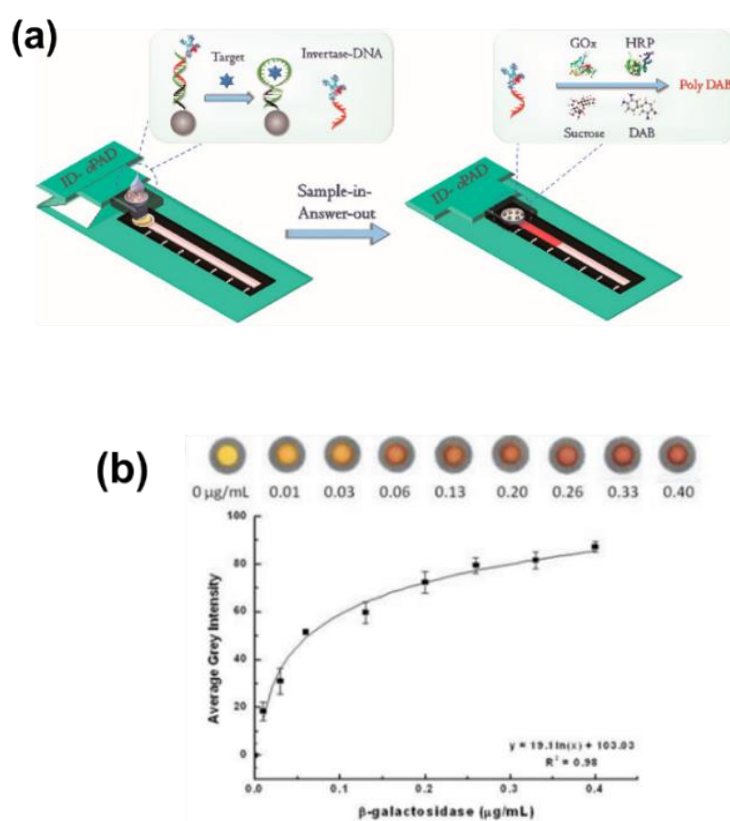 (a)
Target
Invertase-DNA
GOx
HRP
Poly DAB
Sucrose
DAB
ID- oPAD
Sample-in-
Answer-out
ID- oPAD
(b)
0 µg/mL 0.01 0.03 0.06 0.13 0.20 0.26 0.33 0.40
100
80
60
40
20
0
Average Grey Intensity
y = 19.1ln(x) + 103.03
R² = 0.98
0.0 0.1 0.2 0.3 0.4
β-galactosidase (µg/mL)